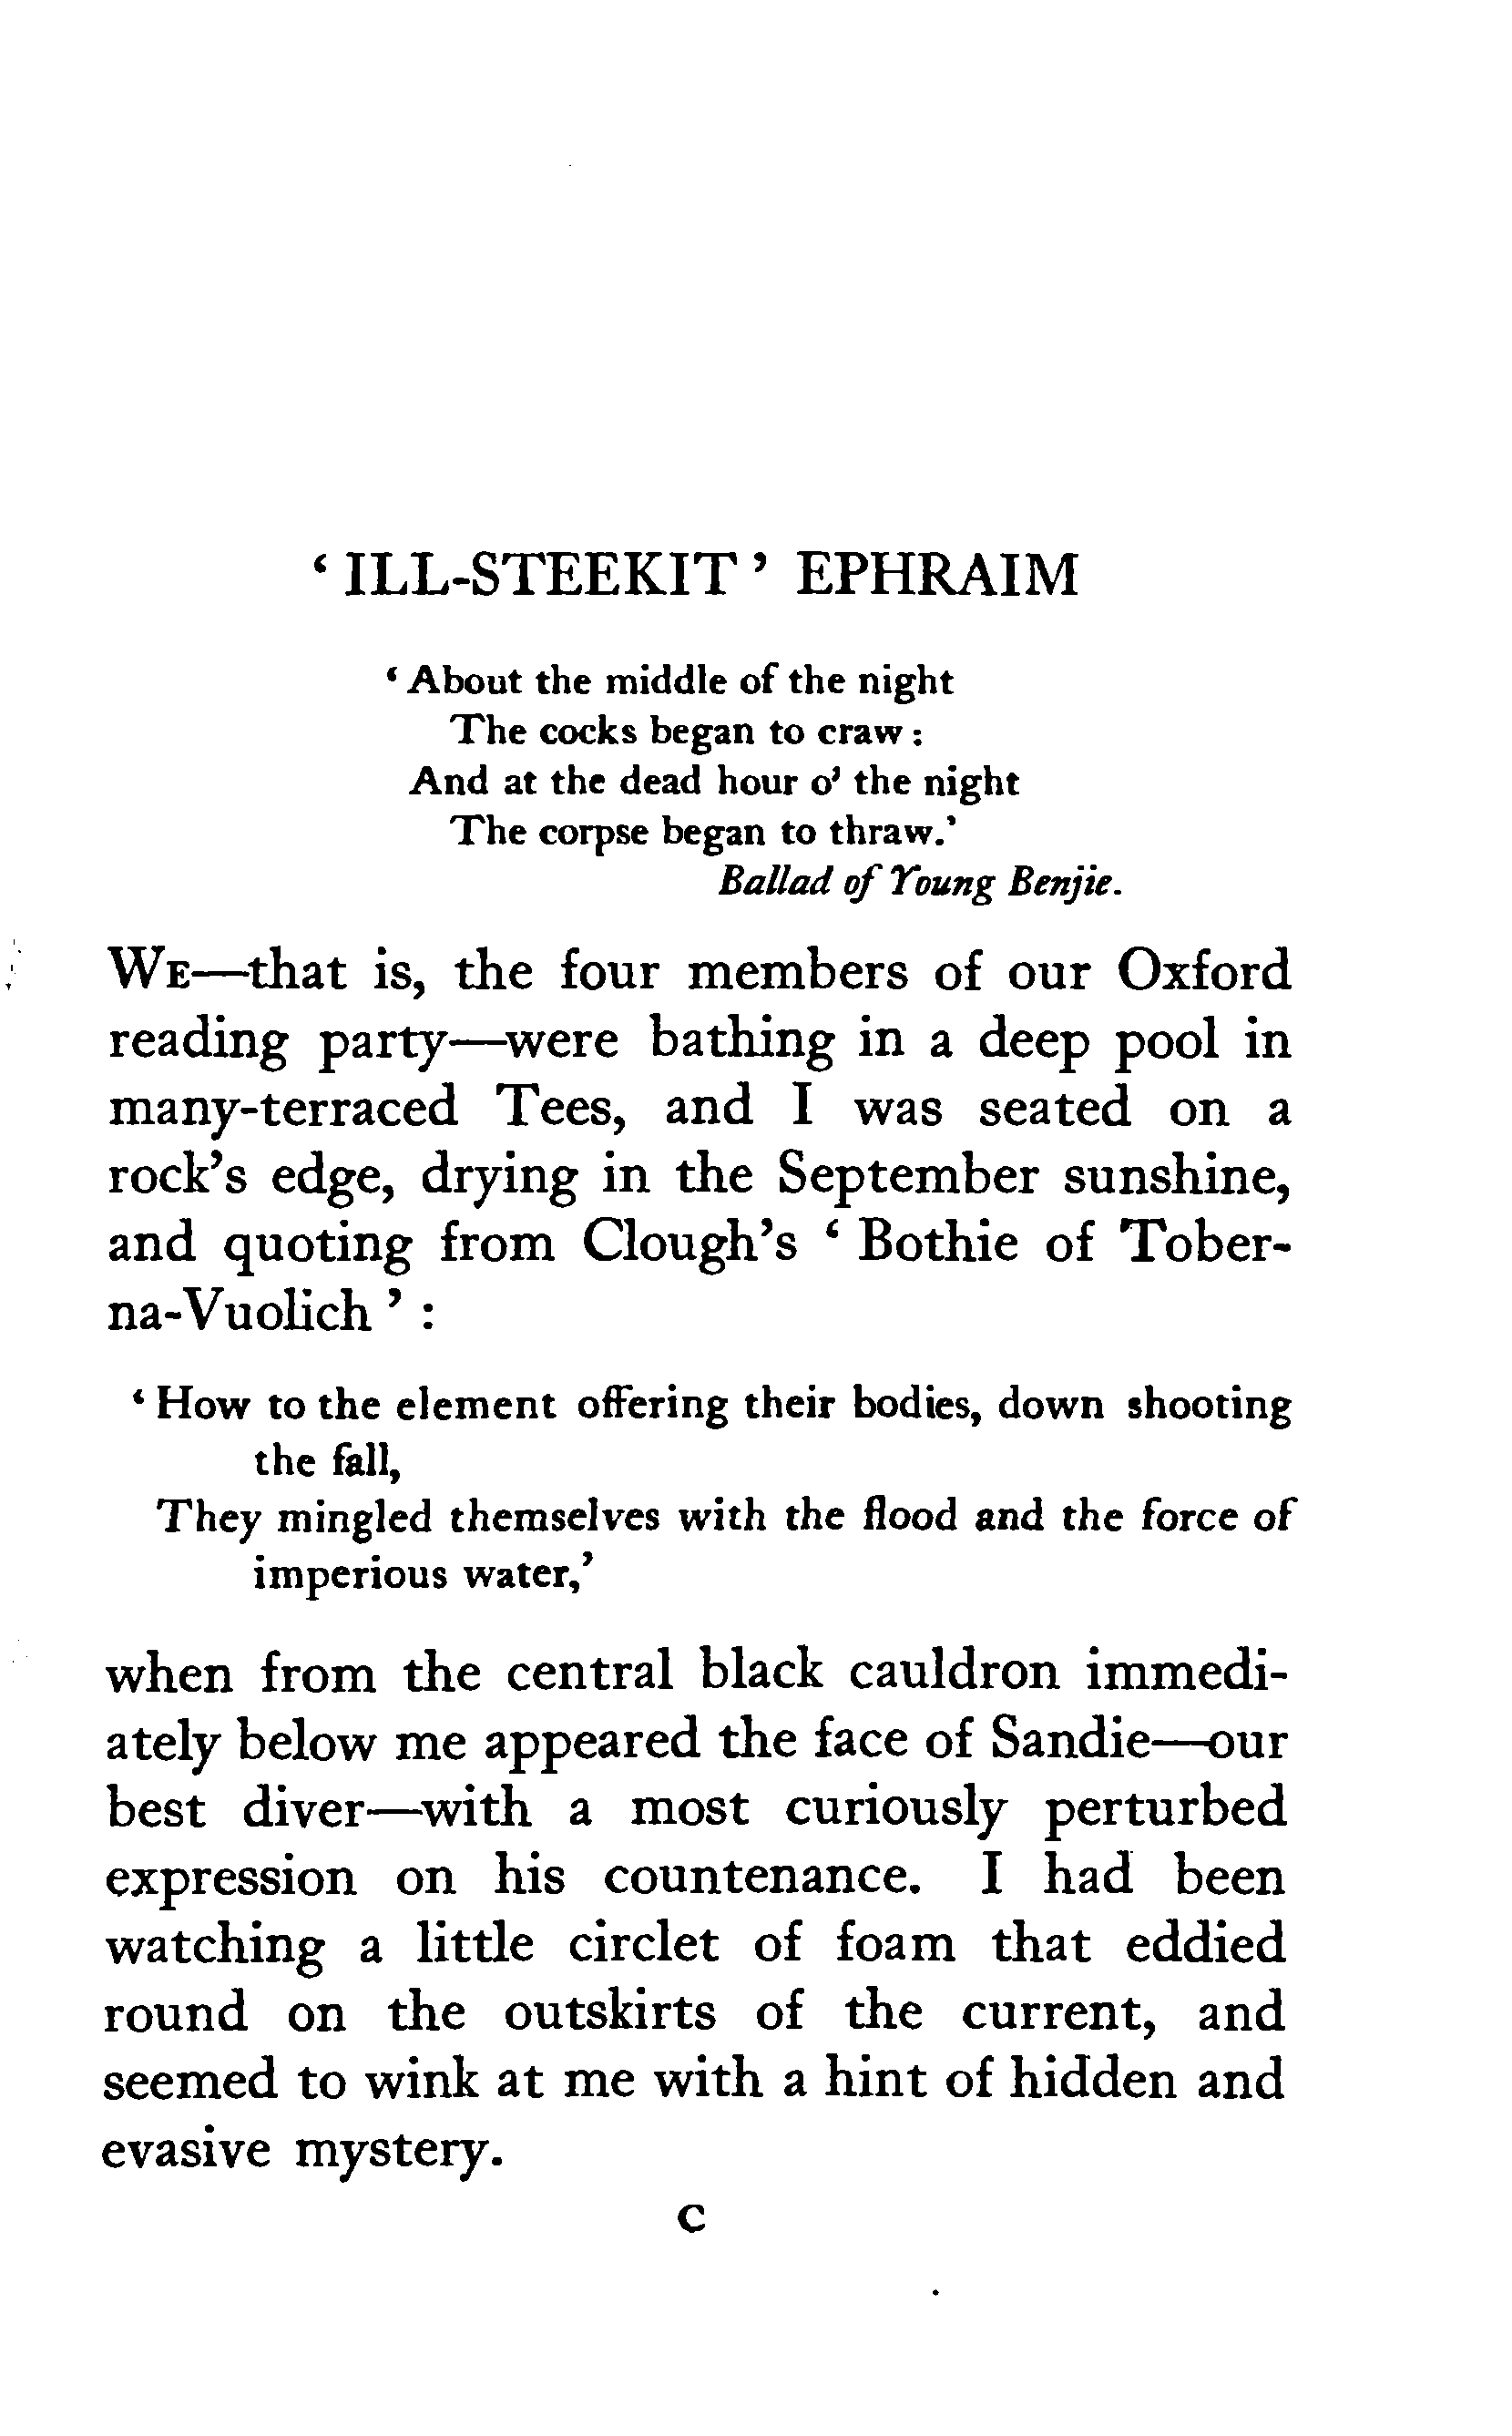 ‘ ILL-STEEKIT ’ EPHRAIM
‘ About the middle of the night
The cocks began to craw :
And at the dead hour o’ the night
The corpse began to thraw.’
Ballad of Young Benjie.
WE—that is, the four members of our Oxford
reading party—were bathing in a deep pool in
many-terraced Tees, and I was seated on a
rock’s edge, drying in the September sunshine,
and quoting from Clough’s ‘ Bothie of Tober-
na-Vuolich ’ :
‘ How to the element offering their bodies, down shooting
the fall,
They mingled themselves with the flood and the force of
imperious water,’
when from the central black cauldron immedi-
ately below me appeared the face of Sandie—our
best diver—with a most curiously perturbed
expression on his countenance. I had been
watching a little circlet of foam that eddied
round on the outskirts of the current, and
seemed to wink at me with a hint of hidden and
evasive mystery.
C